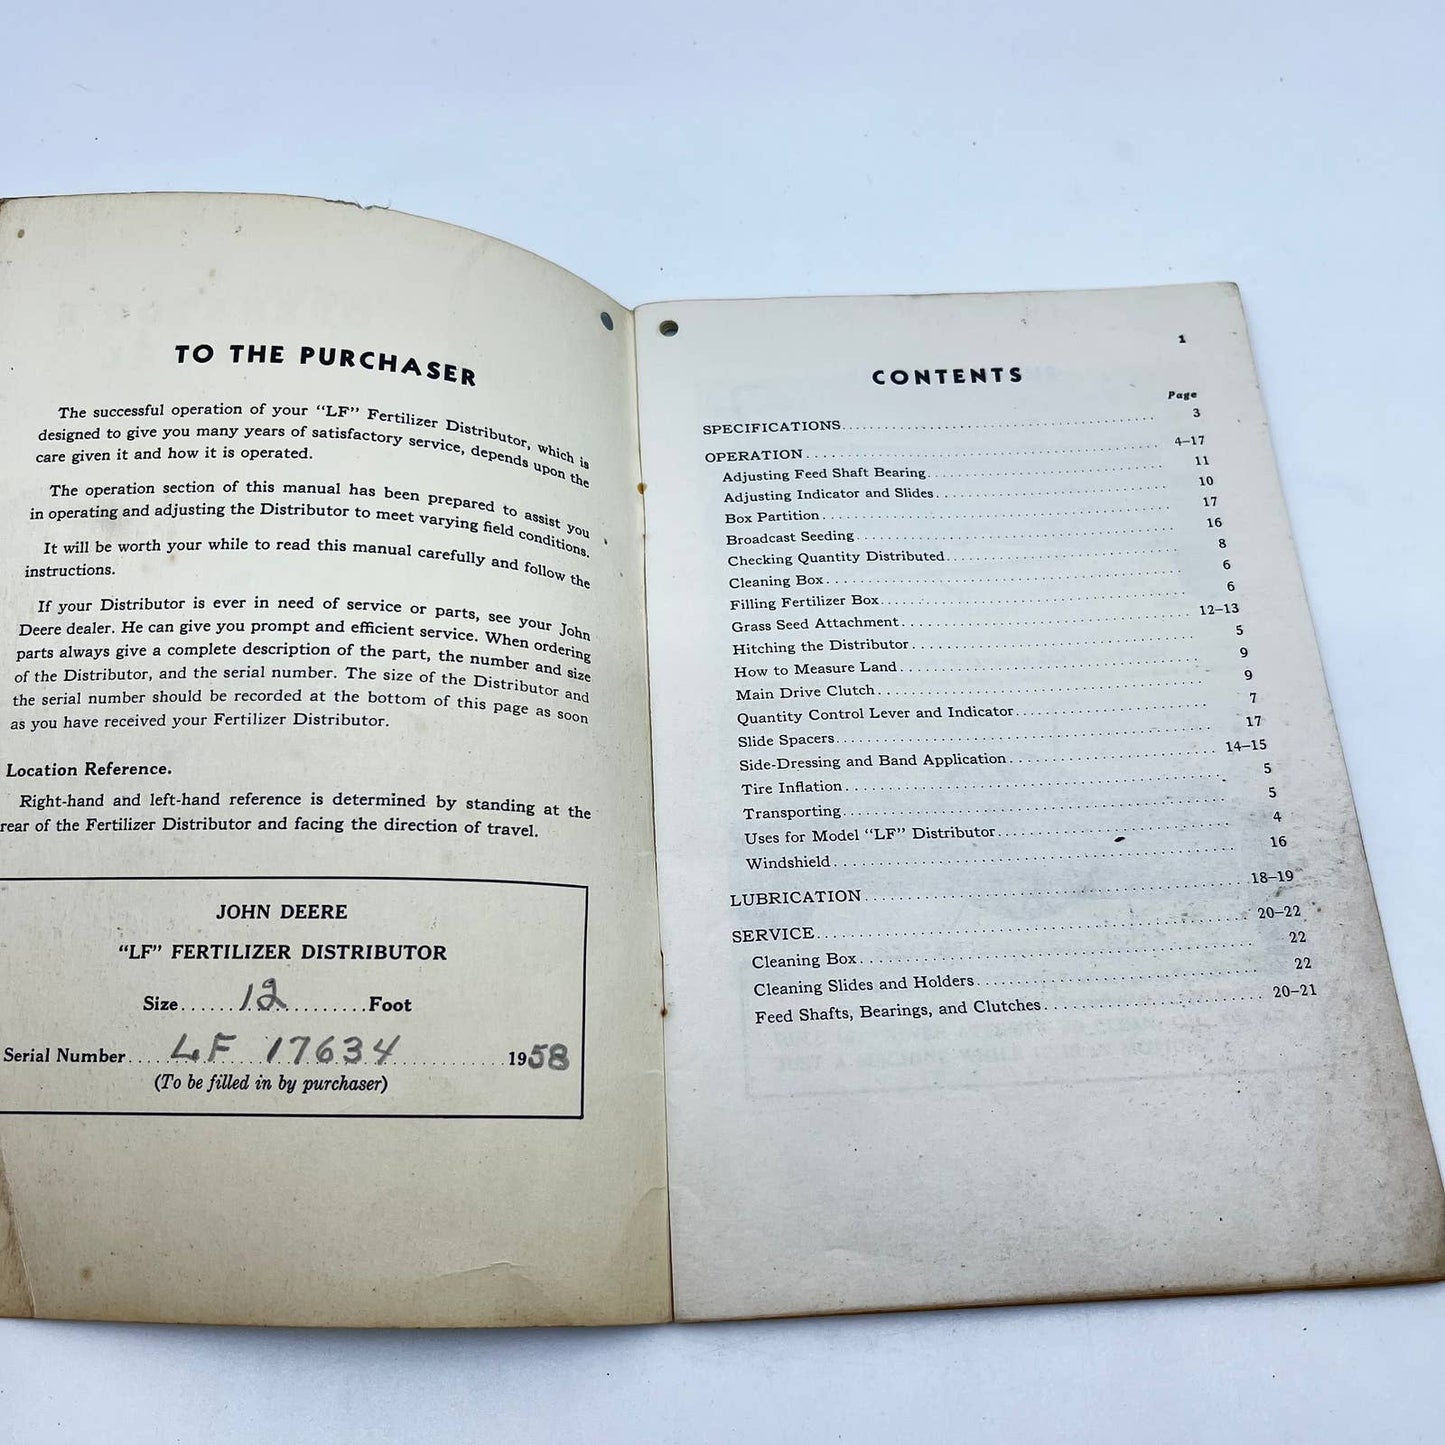 TO THE PURCHASER
The successful operation of your "LF" Fertilizer Distributor, which is
designed to give you many years of satisfactory service, depends upon the
care given it and how it is operated.
The operation section of this manual has been prepared to assist you
in operating and adjusting the Distributor to meet varying field conditions.
It will be worth your while to read this manual carefully and follow the
instructions.
If your Distributor is ever in need of service or parts, see your John
Deere dealer. He can give you prompt and efficient service. When ordering
parts always give a complete description of the part, the number and size
of the Distributor, and the serial number. The size of the Distributor and
the serial number should be recorded at the bottom of this page as soon
as you have received your Fertilizer Distributor.
Location Reference.
Right-hand and left-hand reference is determined by standing at the
rear of the Fertilizer Distributor and facing the direction of travel.
JOHN DEERE
"LF" FERTILIZER DISTRIBUTOR
Size......12..........Foot
Serial Number....LF 17634............1958
(To be filled in by purchaser)
1
CONTENTS
Page
SPECIFICATIONS........ 3
OPERATION........ 4–17
Adjusting Feed Shaft Bearing........ 11
Adjusting Indicator and Slides........ 10
Box Partition........ 17
Broadcast Seeding........ 16
Checking Quantity Distributed........ 8
Cleaning Box........ 6
Filling Fertilizer Box........ 6
Grass Seed Attachment........ 12–13
Hitching the Distributor........ 5
How to Measure Land........ 9
Main Drive Clutch........ 9
Quantity Control Lever and Indicator........ 7
Slide Spacers........ 17
Side-Dressing and Band Application........ 14–15
Tire Inflation........ 5
Transporting........ 5
Uses for Model "LF" Distributor........ 4
Windshield........ 16
LUBRICATION........ 18–19
SERVICE........ 20–22
Cleaning Box........ 22
Cleaning Slides and Holders........ 22
Feed Shafts, Bearings, and Clutches........ 20–21